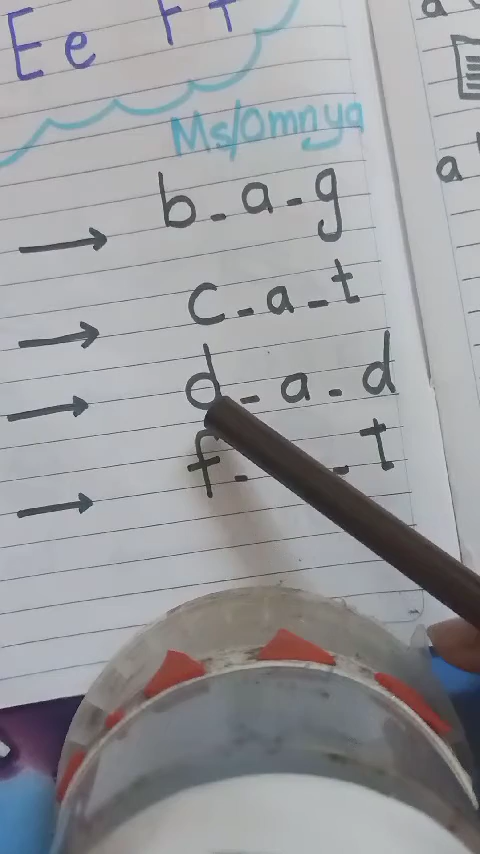 Ee Ff
Ms/Omnya
b-a-g
c-a-t
d-a-d
f- -t
a
a